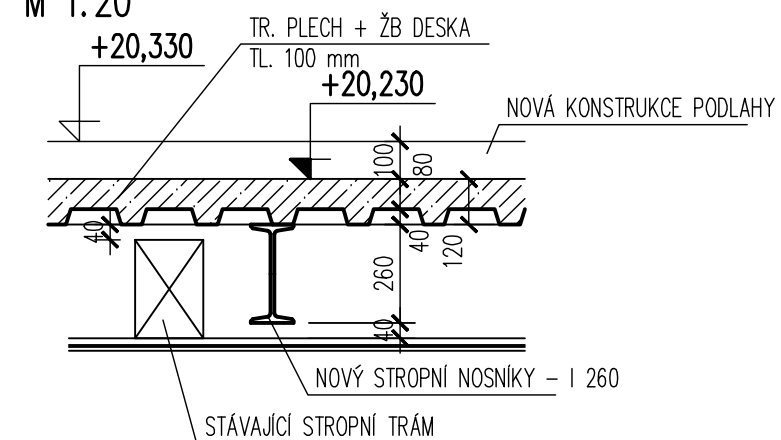 M 1:20
TR. PLECH + ŽB DESKA
TL. 100 mm
+20,330
+20,230
NOVÁ KONSTRUKCE PODLAHY
100
80
40
40
120
260
40
NOVÝ STROPNÍ NOSNÍKY - I 260
STÁVAJÍCÍ STROPNÍ TRÁM